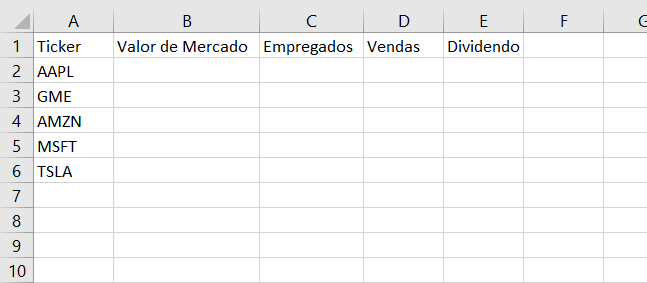 A B C D E F G
1 Ticker Valor de Mercado Empregados Vendas Dividendo
2 AAPL
3 GME
4 AMZN
5 MSFT
6 TSLA
7
8
9
10